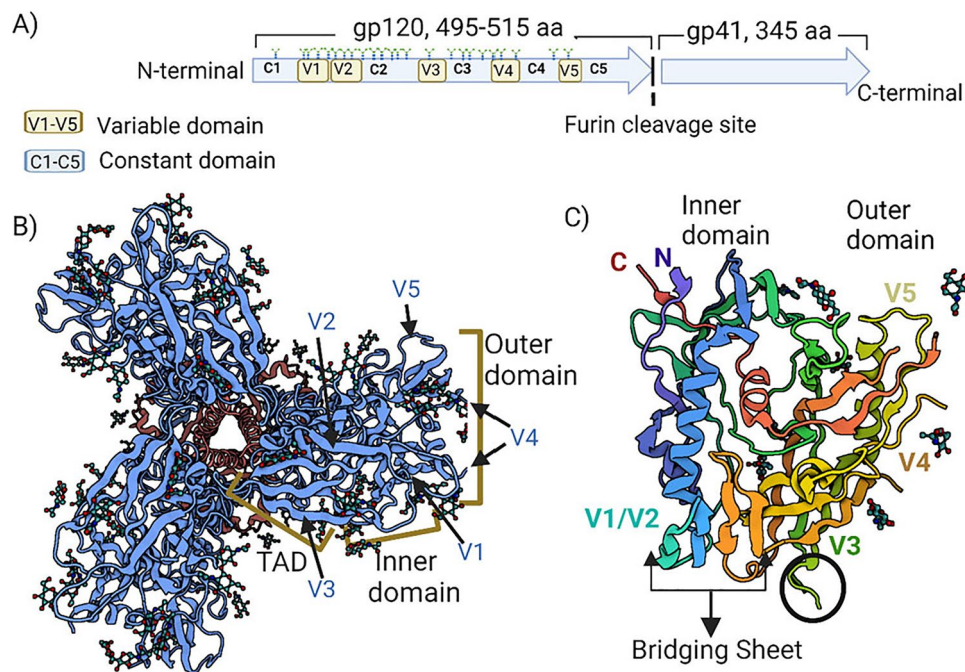 A)
gp120, 495-515 aa
gp41, 345 aa
N-terminal
C1
V1
V2
C2
V3
C3
V4
C4
V5
C5
C-terminal
Furin cleavage site
V1-V5
Variable domain
C1-C5
Constant domain
B)
V5
V2
Outer
domain
V4
TAD
V3
Inner
domain
V1
C)
Inner
domain
Outer
domain
C
N
V5
V4
V1/V2
V3
Bridging Sheet